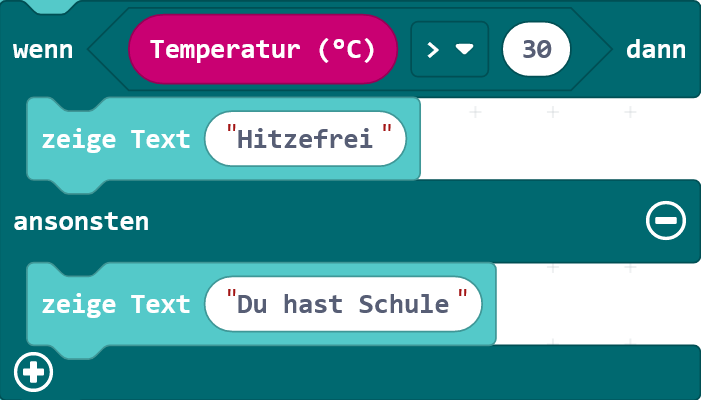 wenn Temperatur (°C) > 30 dann
zeige Text "Hitzefrei"
ansonsten
zeige Text "Du hast Schule"